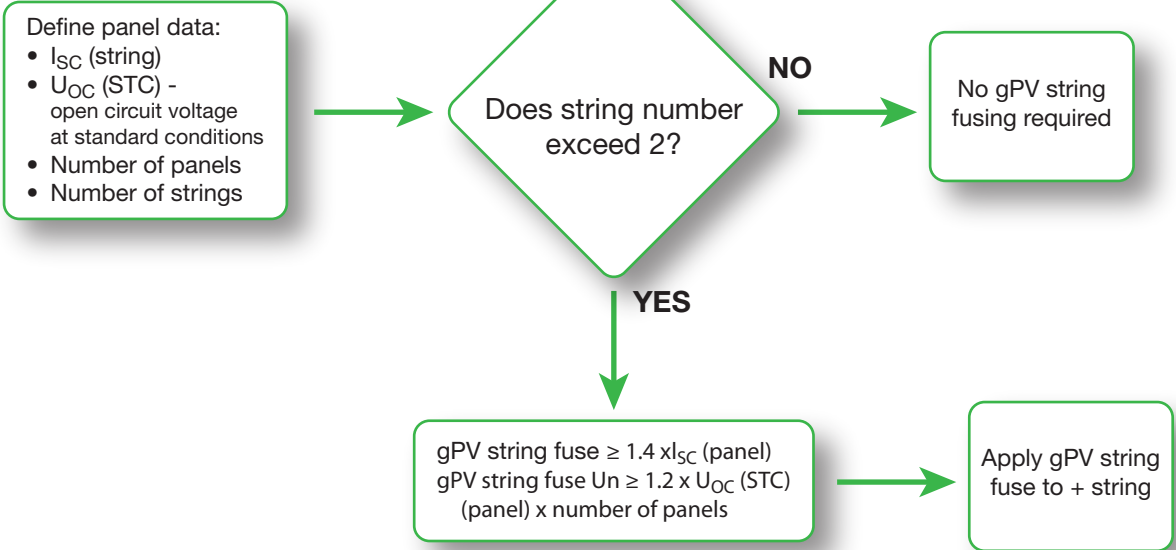 Define panel data:
• ISC (string)
• UOC (STC) -
open circuit voltage
at standard conditions
• Number of panels
• Number of strings
Does string number
exceed 2?
NO
No gPV string
fusing required
YES
gPV string fuse ≥ 1.4 xISC (panel)
gPV string fuse Un ≥ 1.2 x UOC (STC)
(panel) x number of panels
Apply gPV string
fuse to + string